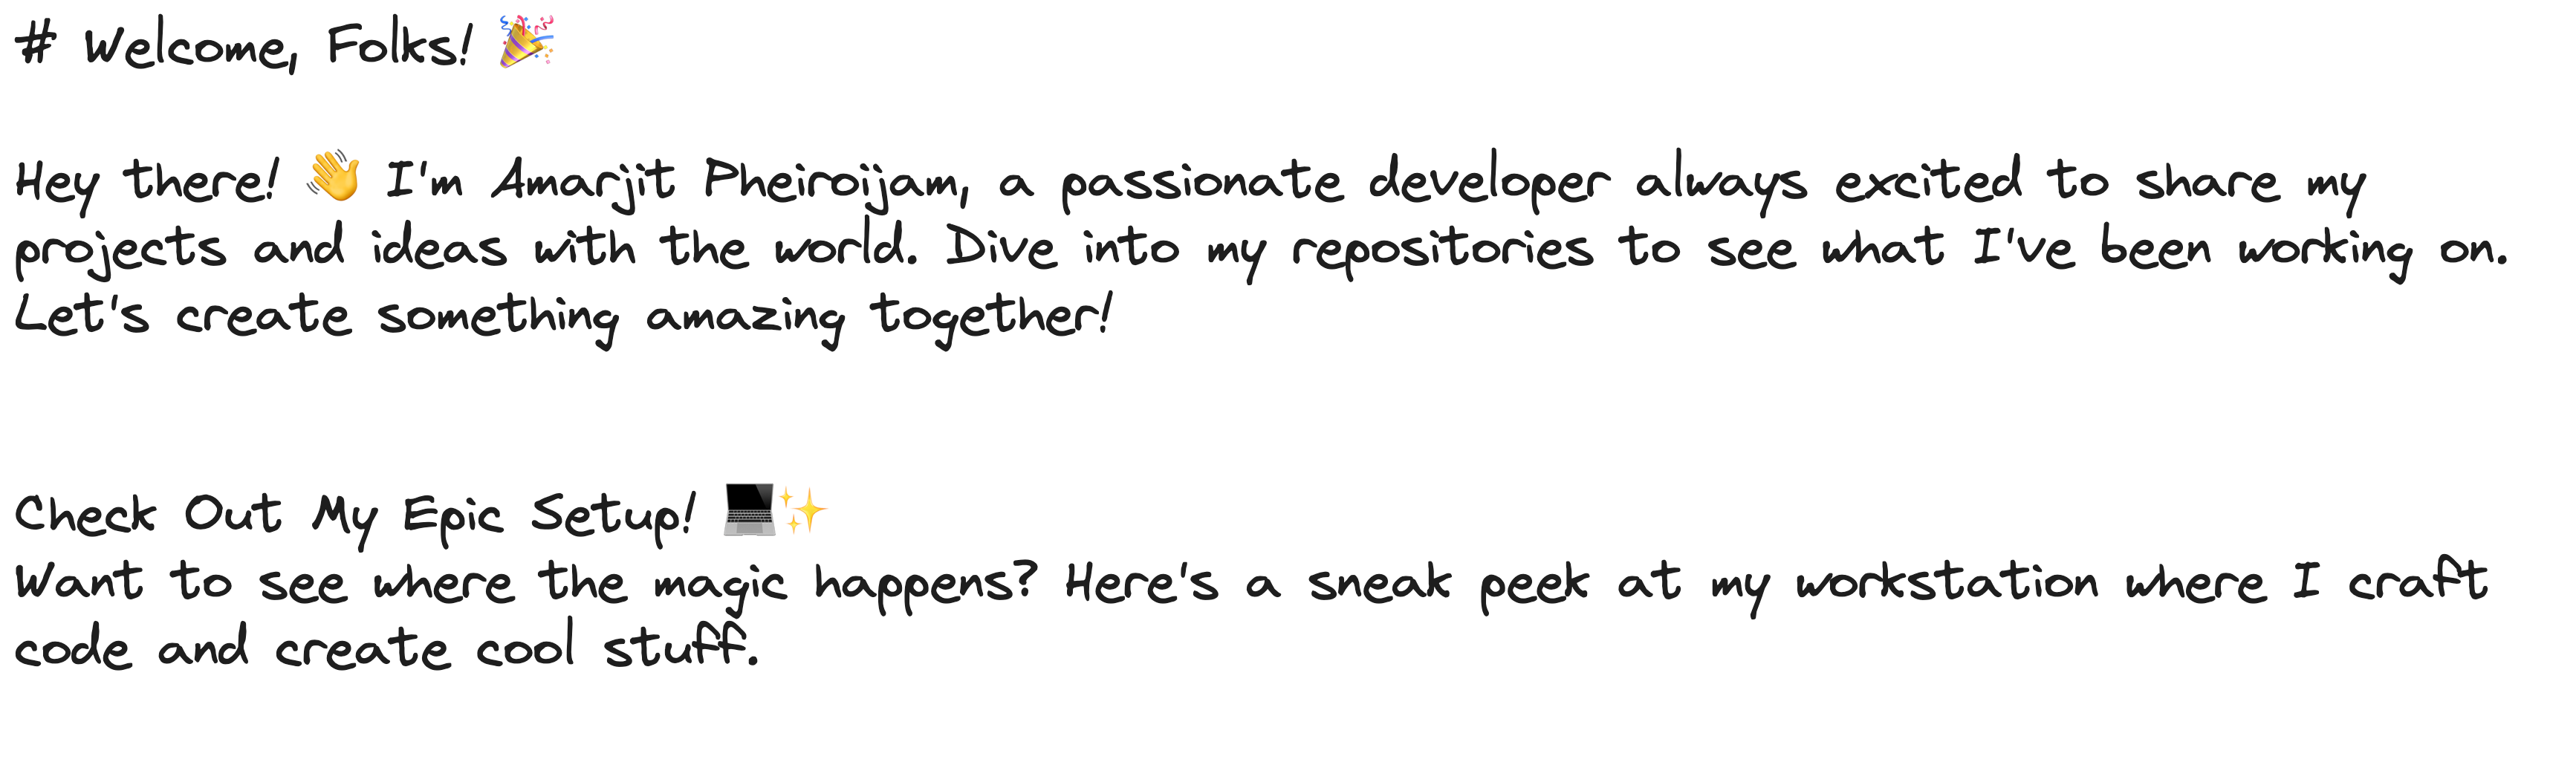 # Welcome, Folks! 🎉
Hey there! 👋 I'm Amarjit Pheiroijam, a passionate developer always excited to share my
projects and ideas with the world. Dive into my repositories to see what I've been working on.
Let's create something amazing together!
Check Out My Epic Setup! 💻✨
Want to see where the magic happens? Here's a sneak peek at my workstation where I craft
code and create cool stuff.